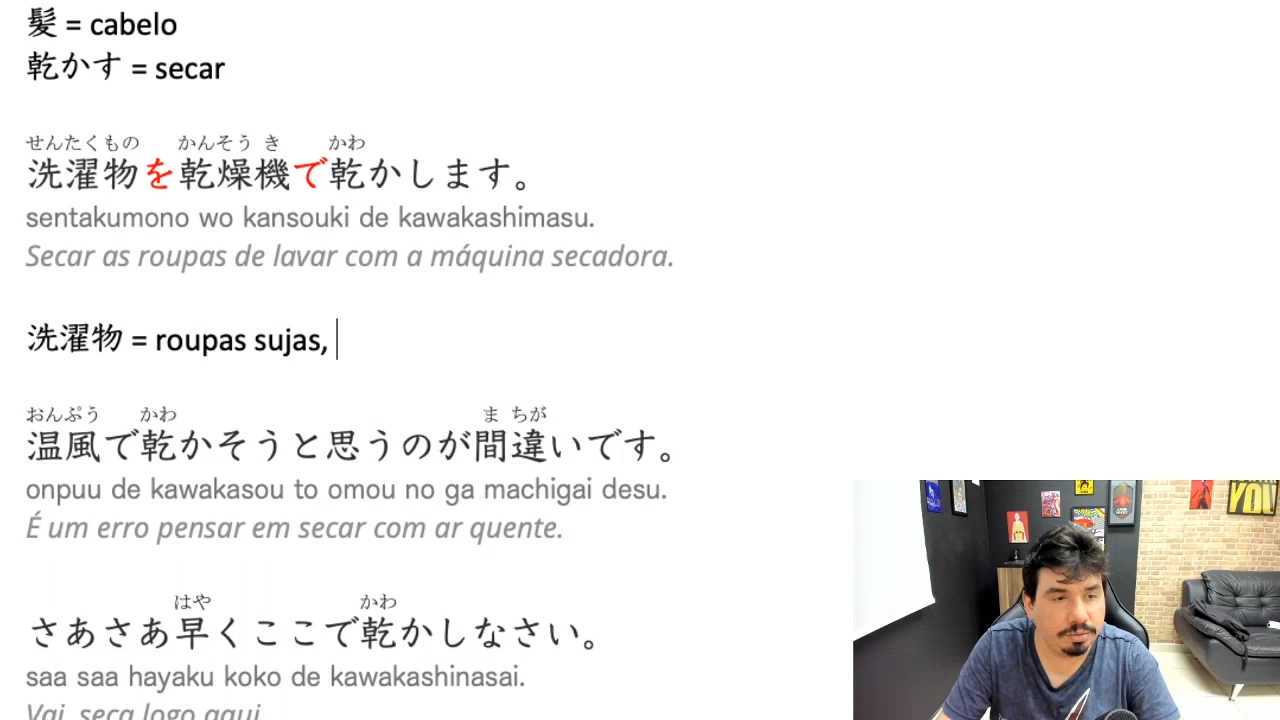 髪 = cabelo
乾かす = secar
せんたくもの かんそう き かわ
洗濯物を乾燥機で乾かします。
sentakumono wo kansouki de kawakashimasu.
Secar as roupas de lavar com a máquina secadora.
洗濯物 = roupas sujas,
おんぷう かわ ま ちが
温風で乾かそうと思うのが間違いです。
onpuu de kawakasou to omou no ga machigai desu.
É um erro pensar em secar com ar quente.
はや かわ
さあさあ早くここで乾かしなさい。
saa saa hayaku koko de kawakashinasai.
Vai, seca logo aqui
YOU